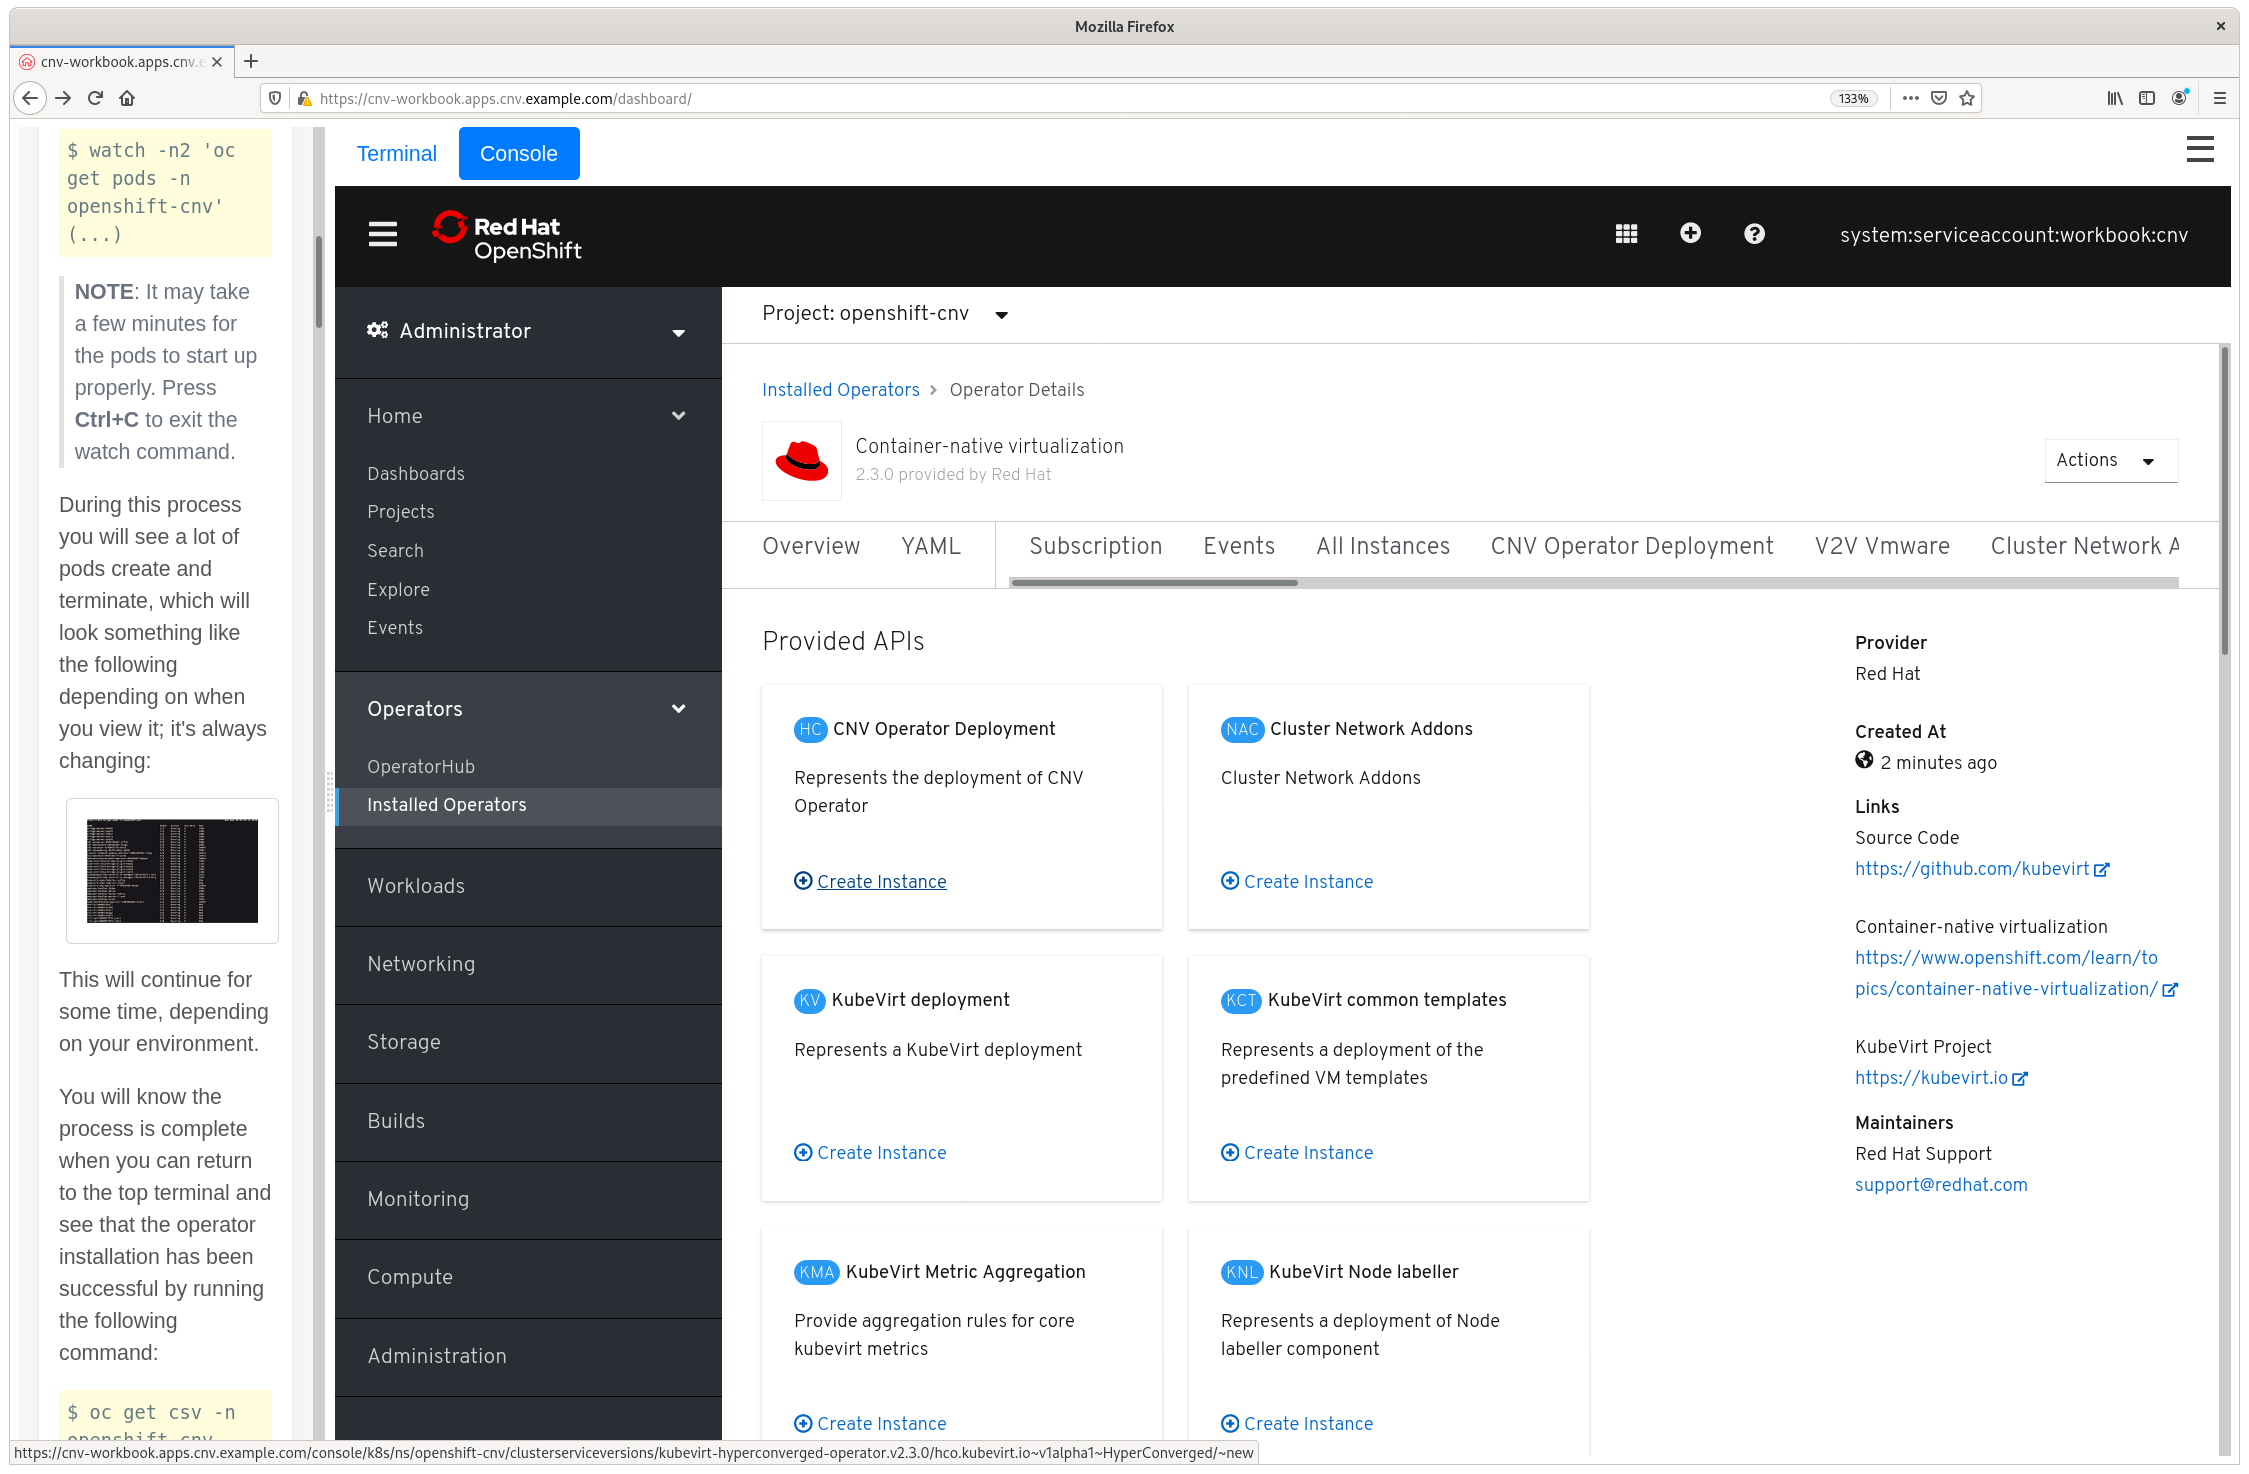 Mozilla Firefox
cnv-workbook.apps.cnv.e
https://cnv-workbook.apps.cnv.example.com/dashboard/
133%
$ watch -n2 'oc
get pods -n
openshift-cnv'
(...)
NOTE: It may take
a few minutes for
the pods to start up
properly. Press
Ctrl+C to exit the
watch command.
During this process
you will see a lot of
pods create and
terminate, which will
look something like
the following
depending on when
you view it; it's always
changing:
This will continue for
some time, depending
on your environment.
You will know the
process is complete
when you can return
to the top terminal and
see that the operator
installation has been
successful by running
the following
command:
$ oc get csv -n
openshift-cnv
Terminal
Console
Red Hat
OpenShift
system:serviceaccount:workbook:cnv
Administrator
Home
Dashboards
Projects
Search
Explore
Events
Operators
OperatorHub
Installed Operators
Workloads
Networking
Storage
Builds
Monitoring
Compute
Administration
Project: openshift-cnv
Installed Operators > Operator Details
Container-native virtualization
2.3.0 provided by Red Hat
Actions
Overview YAML Subscription Events All Instances CNV Operator Deployment V2V Vmware Cluster Network A
Provided APIs
HC CNV Operator Deployment
Represents the deployment of CNV
Operator
Create Instance
NAC Cluster Network Addons
Cluster Network Addons
Create Instance
KV KubeVirt deployment
Represents a KubeVirt deployment
Create Instance
KCT KubeVirt common templates
Represents a deployment of the
predefined VM templates
Create Instance
KMA KubeVirt Metric Aggregation
Provide aggregation rules for core
kubevirt metrics
Create Instance
KNL KubeVirt Node labeller
Represents a deployment of Node
labeller component
Create Instance
Provider
Red Hat
Created At
2 minutes ago
Links
Source Code
https://github.com/kubevirt
Container-native virtualization
https://www.openshift.com/learn/to
pics/container-native-virtualization/
KubeVirt Project
https://kubevirt.io
Maintainers
Red Hat Support
support@redhat.com
https://cnv-workbook.apps.cnv.example.com/console/k8s/ns/openshift-cnv/clusterserviceversions/kubevirt-hyperconverged-operator.v2.3.0/hco.kubevirt.io~v1alpha1~HyperConverged/~new